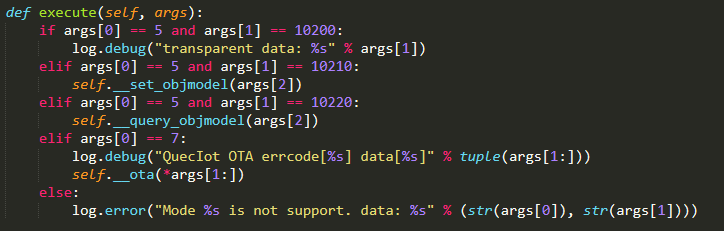 def execute(self, args):
    if args[0] == 5 and args[1] == 10200:
        log.debug("transparent data: %s" % args[1])
    elif args[0] == 5 and args[1] == 10210:
        self.__set_objmodel(args[2])
    elif args[0] == 5 and args[1] == 10220:
        self.__query_objmodel(args[2])
    elif args[0] == 7:
        log.debug("QuecIot OTA errcode[%s] data[%s]" % tuple(args[1:]))
        self.__ota(*args[1:])
    else:
        log.error("Mode %s is not support. data: %s" % (str(args[0]), str(args[1])))